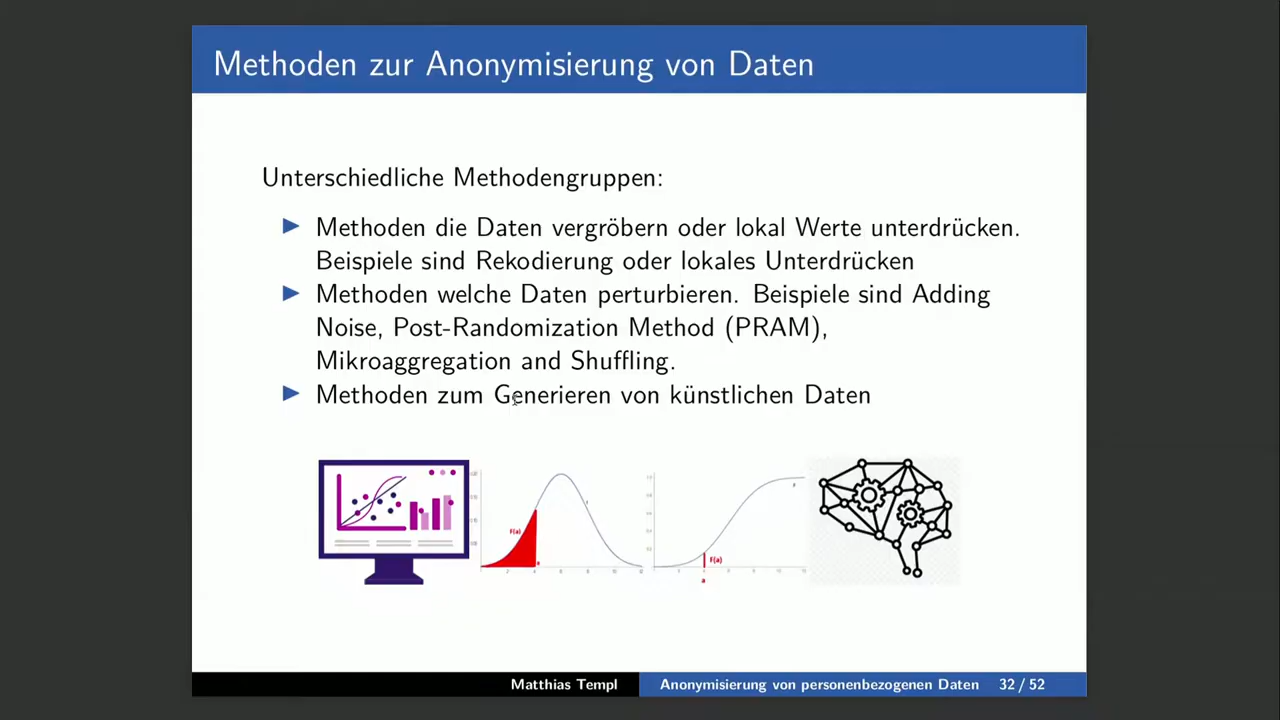 Methoden zur Anonymisierung von Daten
Unterschiedliche Methodengruppen:
Methoden die Daten vergröbern oder lokal Werte unterdrücken.
Beispiele sind Rekodierung oder lokales Unterdrücken
Methoden welche Daten perturbieren. Beispiele sind Adding
Noise, Post-Randomization Method (PRAM),
Mikroaggregation and Shuffling.
Methoden zum Generieren von künstlichen Daten
F(a)
a
F(a)
a
F
Matthias Templ
Anonymisierung von personenbezogenen Daten 32 / 52